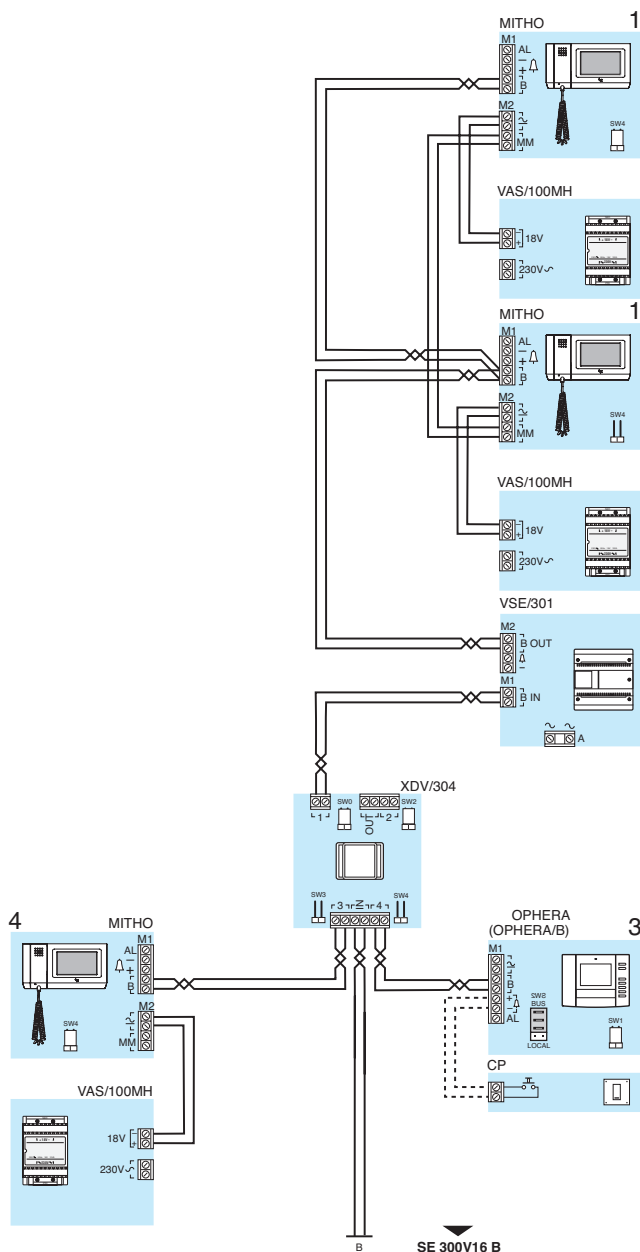 MITHO 1
M1
AL
–
+
B
M2
MM
SW4
VAS/100MH
–
+
18V
230V~
MITHO 1
M1
AL
–
+
B
M2
MM
SW4
VAS/100MH
–
+
18V
230V~
VSE/301
M2
B OUT
–
M1
B IN
~ ~
A
XDV/304
1
SW0
OUT
2
SW2
SW3
3
IN
4
SW4
4 MITHO
M1
AL
–
+
B
M2
MM
SW4
VAS/100MH
18V
–
+
230V~
OPHERA
(OPHERA/B) 3
M1
B
+
–
AL
SW8
BUS
LOCAL
SW1
CP
B
SE 300V16 B